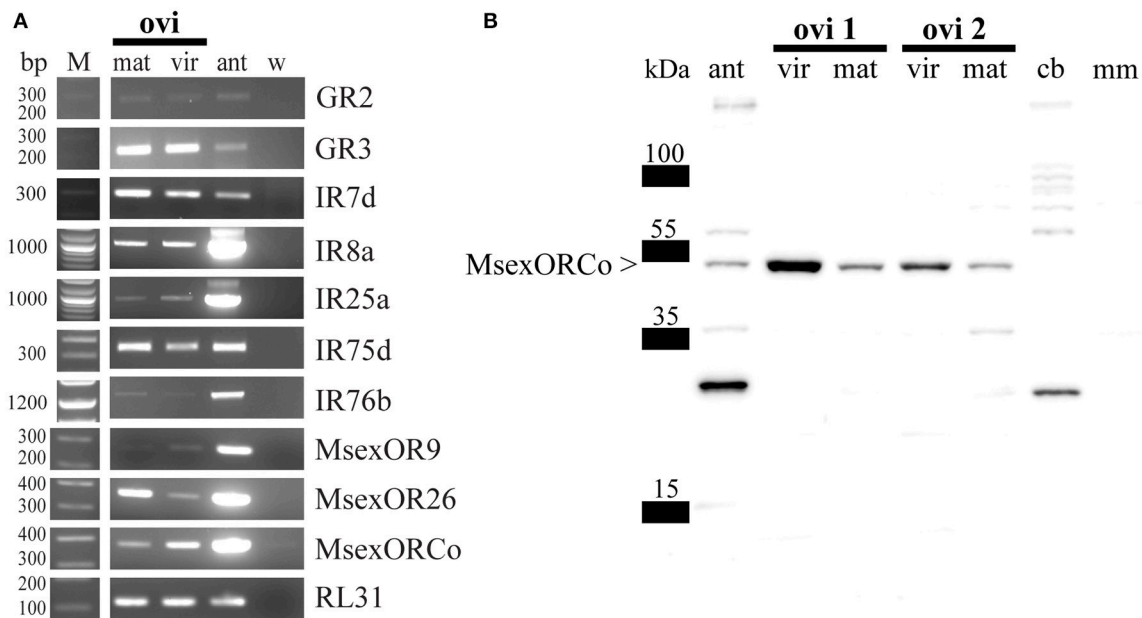 A
ovi
bp M mat vir ant w
300
200
GR2
300
200
GR3
300
IR7d
1000
IR8a
1000
IR25a
300
IR75d
1200
IR76b
300
200
MsexOR9
400
300
MsexOR26
400
300
MsexORCo
200
100
RL31
B
ovi 1 ovi 2
kDa ant vir mat vir mat cb mm
100
55
MsexORCo >
35
15